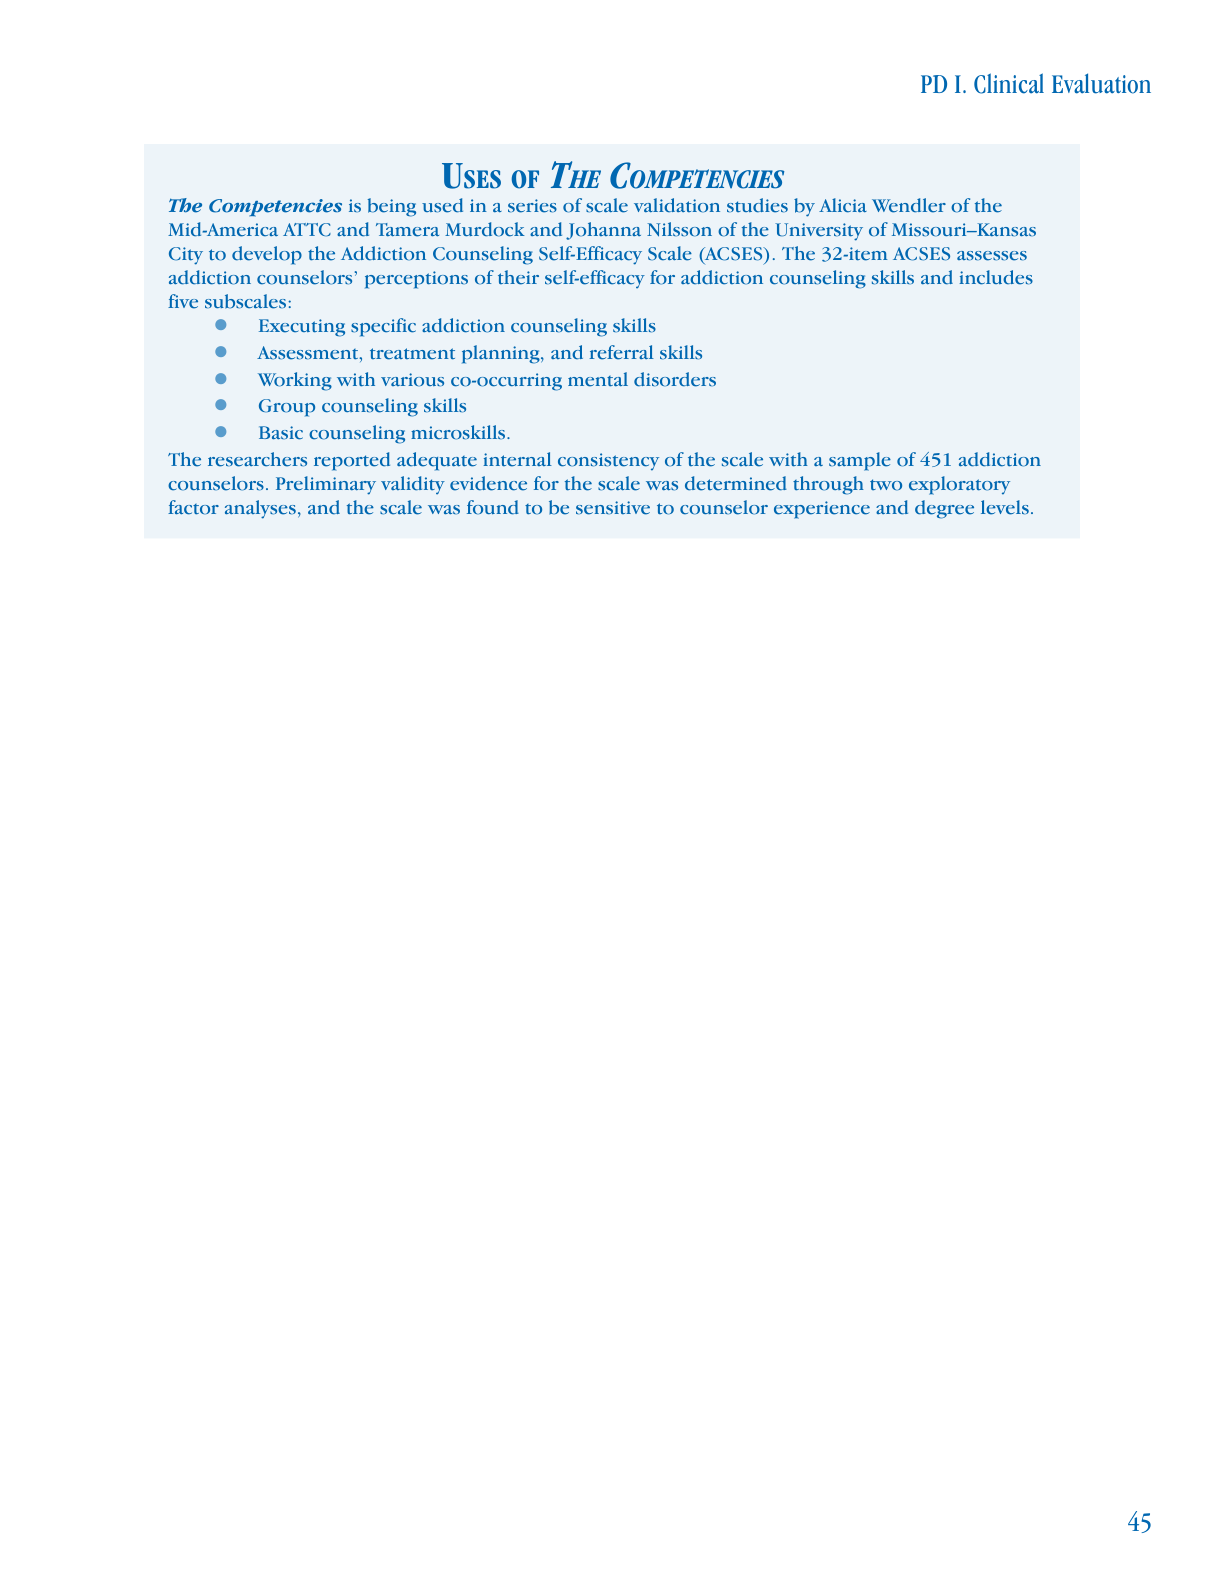 PD I. Clinical Evaluation
USES OF THE COMPETENCIES
The Competencies is being used in a series of scale validation studies by Alicia Wendler of the
Mid-America ATTC and Tamera Murdock and Johanna Nilsson of the University of Missouri–Kansas
City to develop the Addiction Counseling Self-Efficacy Scale (ACSES). The 32-item ACSES assesses
addiction counselors’ perceptions of their self-efficacy for addiction counseling skills and includes
five subscales:
● Executing specific addiction counseling skills
● Assessment, treatment planning, and referral skills
● Working with various co-occurring mental disorders
● Group counseling skills
● Basic counseling microskills.
The researchers reported adequate internal consistency of the scale with a sample of 451 addiction
counselors. Preliminary validity evidence for the scale was determined through two exploratory
factor analyses, and the scale was found to be sensitive to counselor experience and degree levels.
45